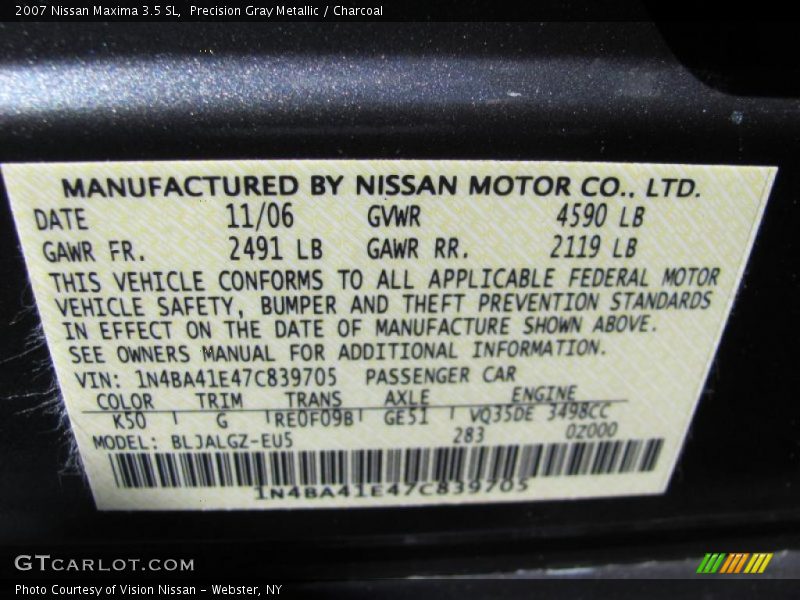 2007 Nissan Maxima 3.5 SL,  Precision Gray Metallic / Charcoal
MANUFACTURED BY NISSAN MOTOR CO., LTD.
DATE 11/06 GVWR 4590 LB
GAWR FR. 2491 LB GAWR RR. 2119 LB
THIS VEHICLE CONFORMS TO ALL APPLICABLE FEDERAL MOTOR
VEHICLE SAFETY, BUMPER AND THEFT PREVENTION STANDARDS
IN EFFECT ON THE DATE OF MANUFACTURE SHOWN ABOVE.
SEE OWNERS MANUAL FOR ADDITIONAL INFORMATION.
VIN: 1N4BA41E47C839705 PASSENGER CAR
COLOR TRIM TRANS AXLE ENGINE
K50 G RE0F09B GE51 VQ35DE 3498CC
MODEL: BLJALGZ-EU5 283 0Z000
1N4BA41E47C839705
GTCARLOT.COM
Photo Courtesy of Vision Nissan - Webster, NY